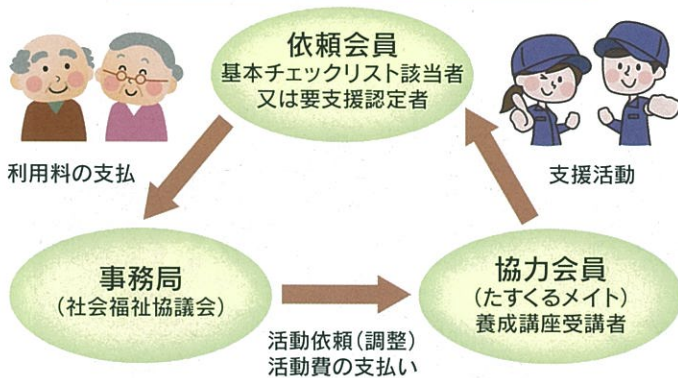 依頼会員
基本チェックリスト該当者
又は要支援認定者
利用料の支払
支援活動
事務局
(社会福祉協議会)
協力会員
(たすくるメイト)
養成講座受講者
活動依頼(調整)
活動費の支払い